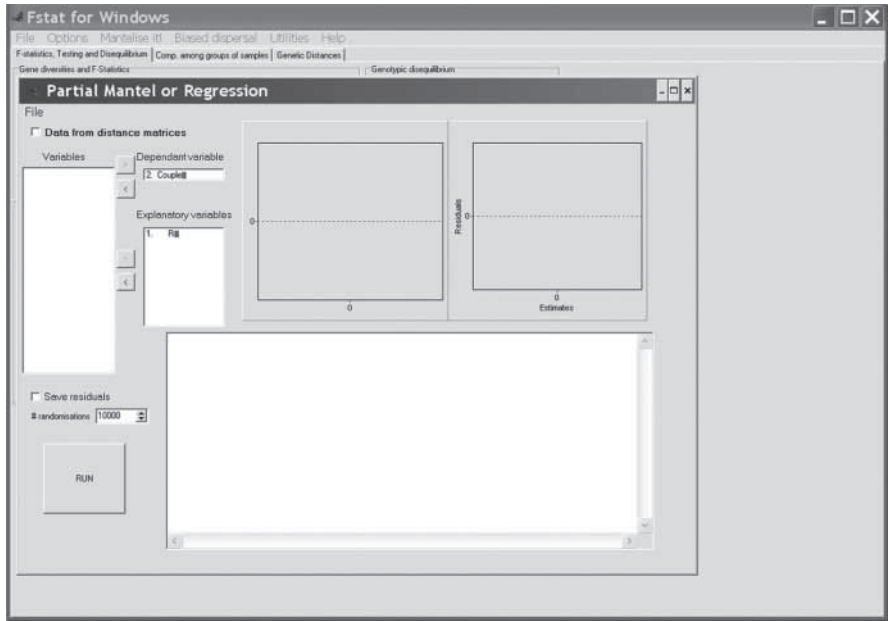 Fstat for Windows
File Options Mantelise it! Biased dispersal Utilities Help
F-statistics, Testing and Disequilibrium Comp. among groups of samples Genetic Distances
Gene diversities and F-Statistics Genotypic disequilibrium
Partial Mantel or Regression
File
Data from distance matrices
Variables
Dependant variable
>
2. Couple
<
Explanatory variables
1. R
>
<
0
0
Residuals
0
0
Estimates
Save residuals
# randomisations 10000
RUN